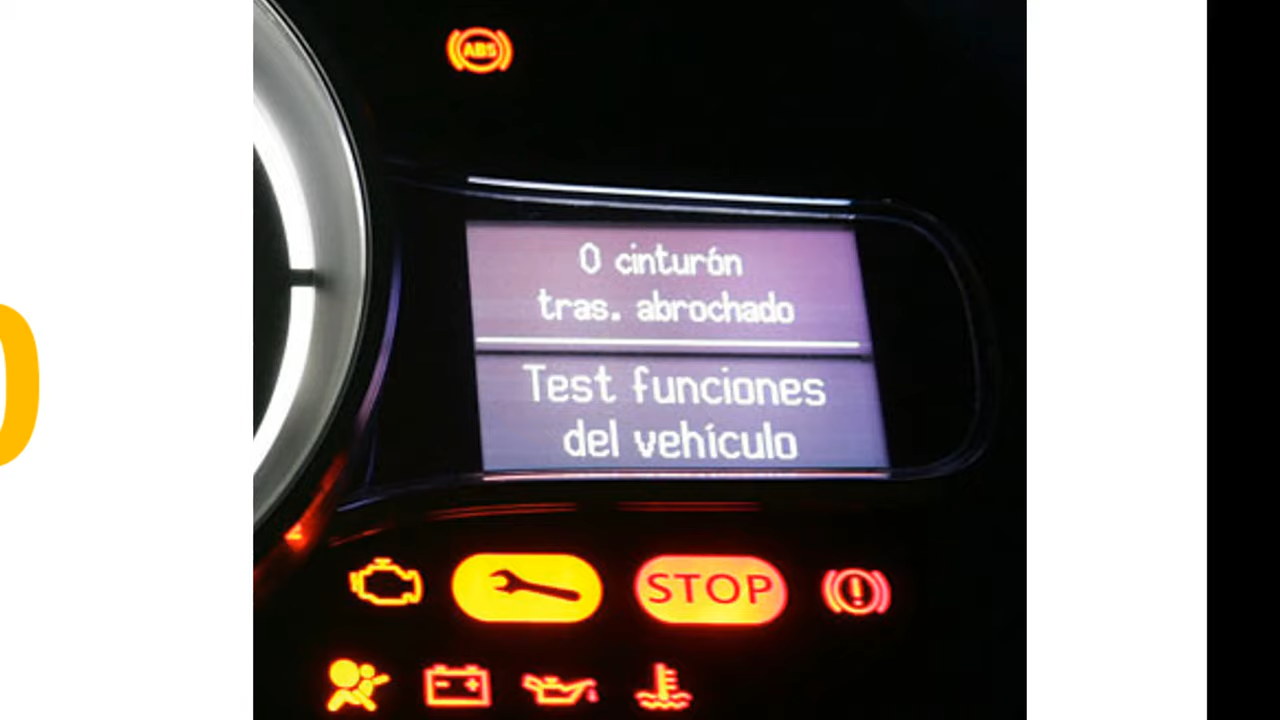 ABS
0 cinturón
tras. abrochado
Test funciones
del vehículo
STOP